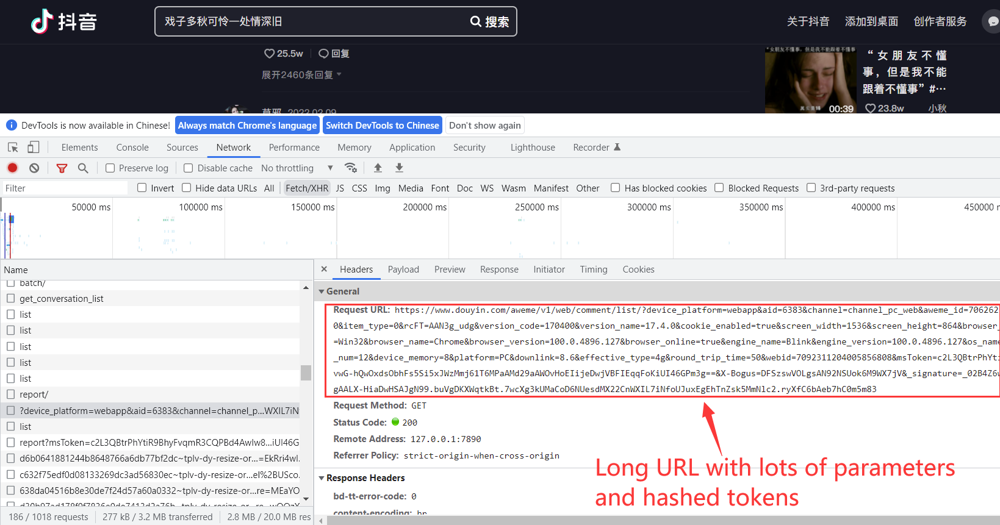 抖音
戏子多秋可怜一处情深旧
搜索
关于抖音 添加到桌面 创作者服务
25.5w 回复
展开2460条回复
2022.02.09
“女朋友不懂
事，但是我不能
跟着不懂事”#…
00:39
23.8w 小秋
DevTools is now available in Chinese! Always match Chrome's language Switch DevTools to Chinese Don't show again
Elements Console Sources Network Performance Memory Application Security Lighthouse Recorder
Preserve log Disable cache No throttling
Filter Invert Hide data URLs All Fetch/XHR JS CSS Img Media Font Doc WS Wasm Manifest Other Has blocked cookies Blocked Requests 3rd-party requests
50000 ms 100000 ms 150000 ms 200000 ms 250000 ms 300000 ms 350000 ms 400000 ms 450000 m
Name
batch/
get_conversation_list
list
list
list
list
list
report/
?device_platform=webapp&aid=6383&channel=channel_p...WXIL7iN
list
report?msToken=c2L3QBtrPhYtiR9BhyFvqmR3CQPBd4Awlw8...iUI46G
d6b0641881244b8648766a6db77bf2dc~tplv-dy-resize-or...=EkRri4wl
c632f75edf0d08133269dc3ad56830ec~tplv-dy-resize-or...el%2BUSco
638da04516b8e30de7f24d57a60a0332~tplv-dy-resize-or...re=MEaYO
186 / 1018 requests 277 kB / 3.2 MB transferred 2.8 MB / 20.0 MB res
Headers Payload Preview Response Initiator Timing Cookies
General
Request URL: https://www.douyin.com/aweme/v1/web/comment/list/?device_platform=webapp&aid=6383&channel=channel_pc_web&aweme_id=706262
0&item_type=0&rcFT=AAN3g_udg&version_code=170400&version_name=17.4.0&cookie_enabled=true&screen_width=1536&screen_height=864&browser_
=Win32&browser_name=Chrome&browser_version=100.0.4896.127&browser_online=true&engine_name=Blink&engine_version=100.0.4896.127&os_name
_num=12&device_memory=8&platform=PC&downlink=8.6&effective_type=4g&round_trip_time=50&webid=7092311204005856808&msToken=c2L3QBtrPhYti
vwG-hQwOxdsObhFs5Si5xJWzMmj61T6MPaAMd29aAWOvHoEIijeDwjVBFIEqqFoKiUI46GPm3g==&X-Bogus=DFSzswVOLgsAN92NSUok6M9WX7jV&_signature=_02B4Z6w
gAALX-HiaDwHSAJgN99.buVgDKXWqtkBt.7wcXg3kUMaCoD6NUesdMX22CnWXIL7iNfoUJuxEgEhTnZsk5MmNlc2.ryXfC6bAeb7hC0m5m83
Request Method: GET
Status Code: 200
Remote Address: 127.0.0.1:7890
Referrer Policy: strict-origin-when-cross-origin
Response Headers
bd-tt-error-code: 0
content-encoding: br
Long URL with lots of parameters
and hashed tokens